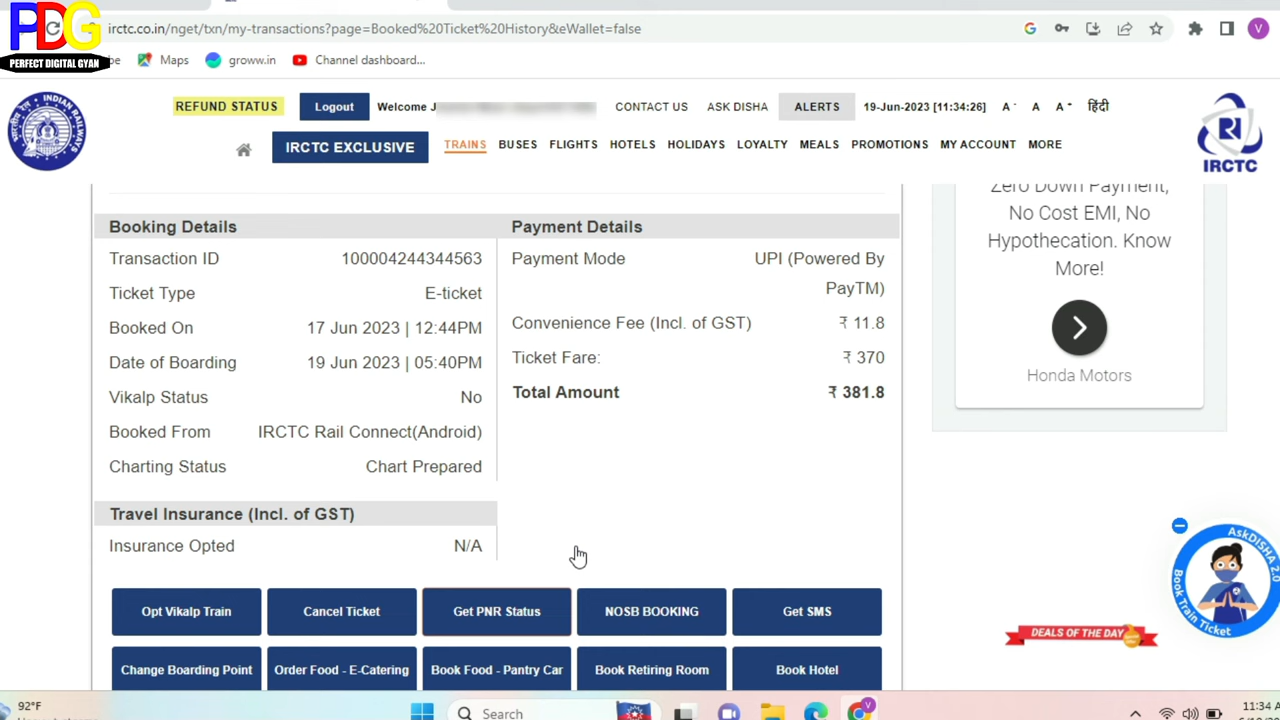 PDG
PERFECT DIGITAL GYAN
irctc.co.in/nget/txn/my-transactions?page=Booked%20Ticket%20History&eWallet=false
V
be Maps groww.in Channel dashboard...
REFUND STATUS Logout Welcome J CONTACT US ASK DISHA ALERTS 19-Jun-2023 [11:34:26] A- A A+ हिंदी
INDIAN RAILWAYS
IRCTC EXCLUSIVE TRAINS BUSES FLIGHTS HOTELS HOLIDAYS LOYALTY MEALS PROMOTIONS MY ACCOUNT MORE
IRCTC
Booking Details
Transaction ID 100004244344563
Ticket Type E-ticket
Booked On 17 Jun 2023 | 12:44PM
Date of Boarding 19 Jun 2023 | 05:40PM
Vikalp Status No
Booked From IRCTC Rail Connect(Android)
Charting Status Chart Prepared
Travel Insurance (Incl. of GST)
Insurance Opted N/A
Payment Details
Payment Mode UPI (Powered By
PayTM)
Convenience Fee (Incl. of GST) ₹ 11.8
Ticket Fare: ₹ 370
Total Amount ₹ 381.8
Zero Down Payment,
No Cost EMI, No
Hypothecation. Know
More!
Honda Motors
AskDISHA 2.0
Book Train Ticket
DEALS OF THE DAY
Opt Vikalp Train Cancel Ticket Get PNR Status NOSB BOOKING Get SMS
Change Boarding Point Order Food - E-Catering Book Food - Pantry Car Book Retiring Room Book Hotel
92°F
Search
V
11:34 A